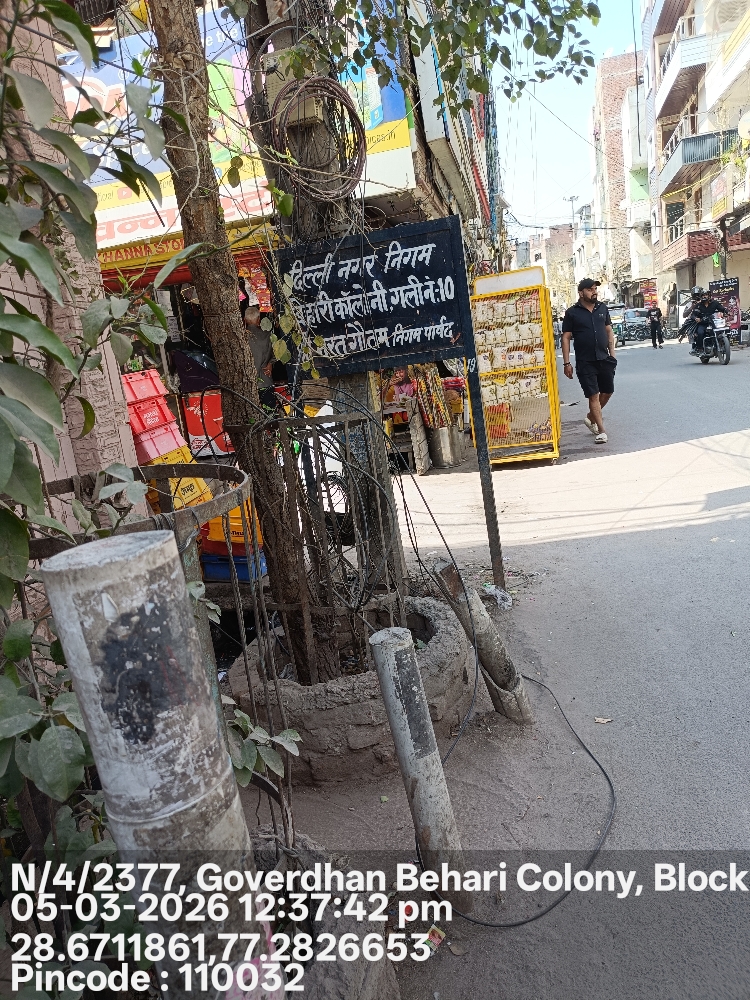 दिल्ली नगर निगम
बिहारी कॉलोनी, गली नं:10
निगम पार्षद
N/4/2377, Goverdhan Behari Colony, Block
05-03-2026 12:37:42 pm
28.6711861,77.2826653
Pincode : 110032